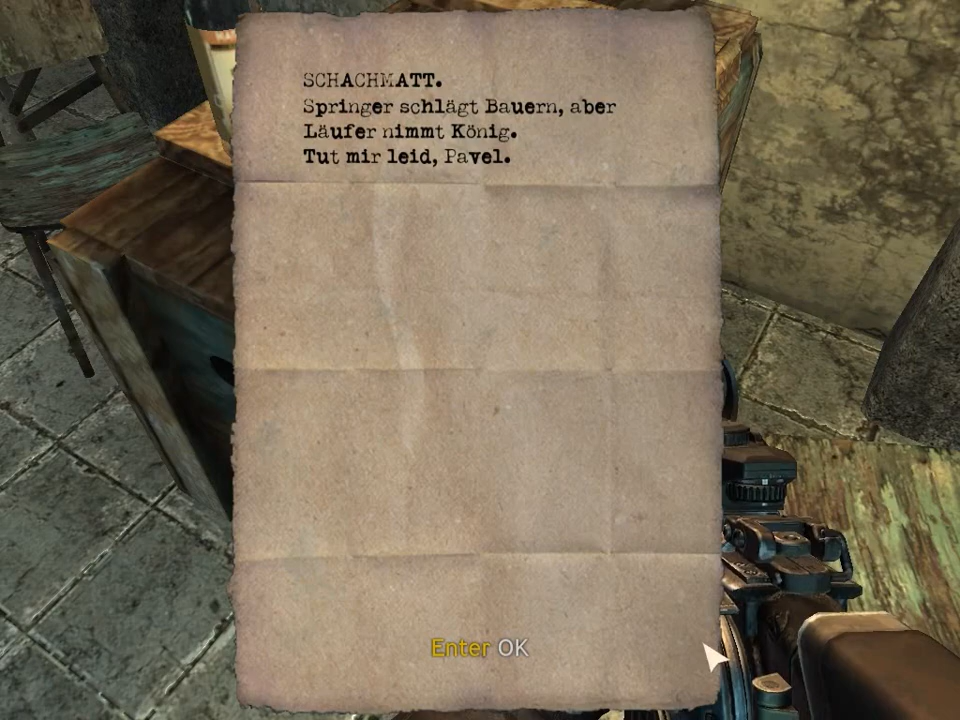 SCHACHMATT.
Springer schlägt Bauern, aber
Läufer nimmt König.
Tut mir leid, Pavel.
Enter OK